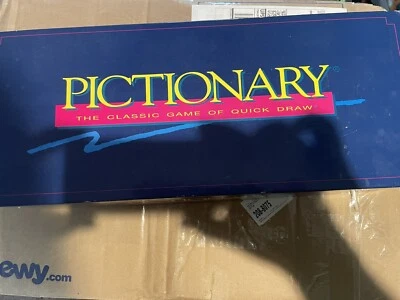 PICTIONARY
THE CLASSIC GAME OF QUICK DRAW
ewy.com